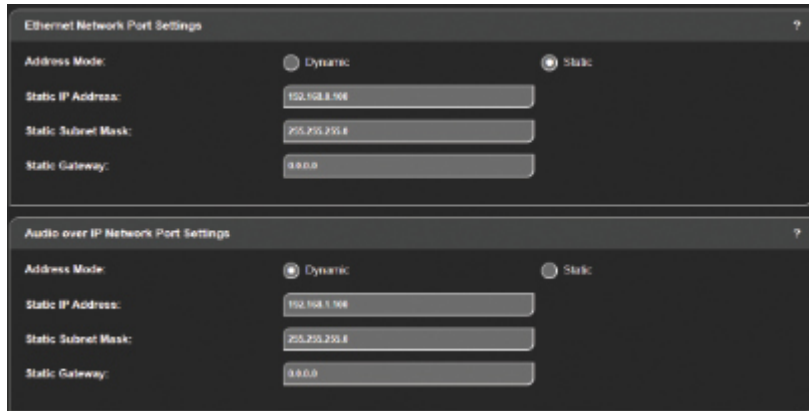 Ethernet Network Port Settings ?
Address Mode: Dynamic Static
Static IP Address: 192.168.0.100
Static Subnet Mask: 255.255.255.0
Static Gateway: 0.0.0.0
Audio over IP Network Port Settings ?
Address Mode: Dynamic Static
Static IP Address: 192.168.1.100
Static Subnet Mask: 255.255.255.0
Static Gateway: 0.0.0.0